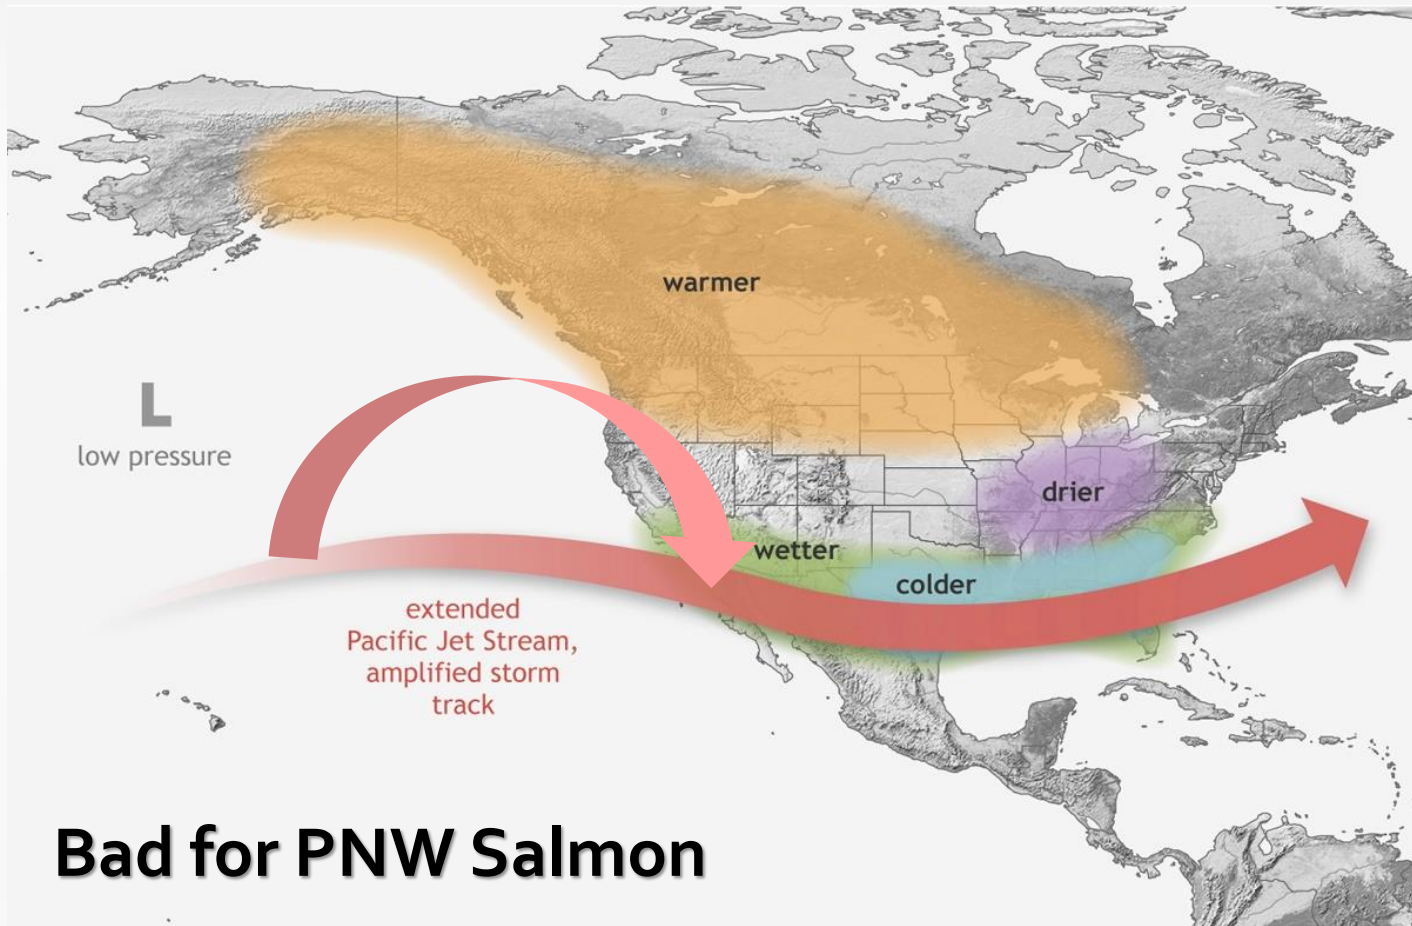 warmer
L
low pressure
drier
wetter
colder
extended
Pacific Jet Stream,
amplified storm
track
Bad for PNW Salmon